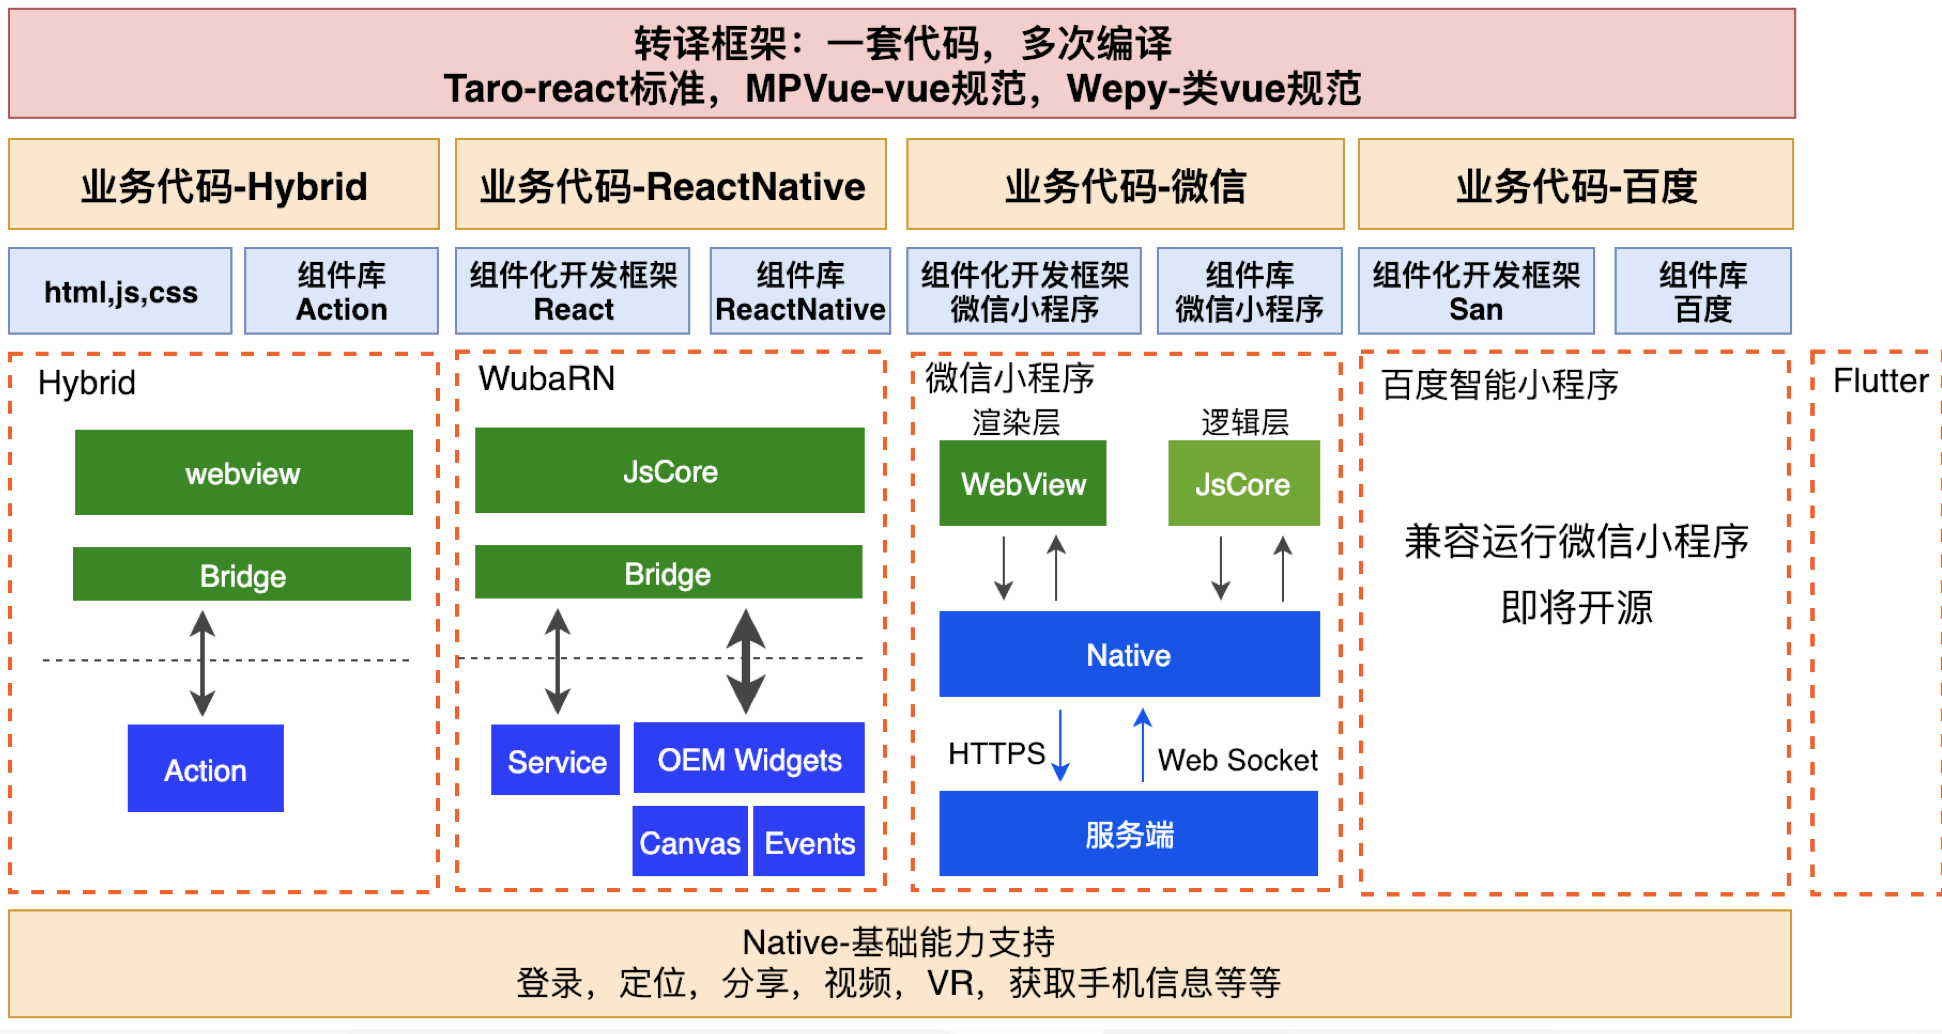 转译框架：一套代码，多次编译
Taro-react标准，MPVue-vue规范，Wepy-类vue规范
业务代码-Hybrid
业务代码-ReactNative
业务代码-微信
业务代码-百度
html,js,css
组件库
Action
组件化开发框架
React
组件库
ReactNative
组件化开发框架
微信小程序
组件库
微信小程序
组件化开发框架
San
组件库
百度
Hybrid
webview
Bridge
Action
WubaRN
JsCore
Bridge
Service
OEM Widgets
Canvas
Events
微信小程序
渲染层
逻辑层
WebView
JsCore
Native
HTTPS
Web Socket
服务端
百度智能小程序
兼容运行微信小程序
即将开源
Flutter
Native-基础能力支持
登录，定位，分享，视频，VR，获取手机信息等等